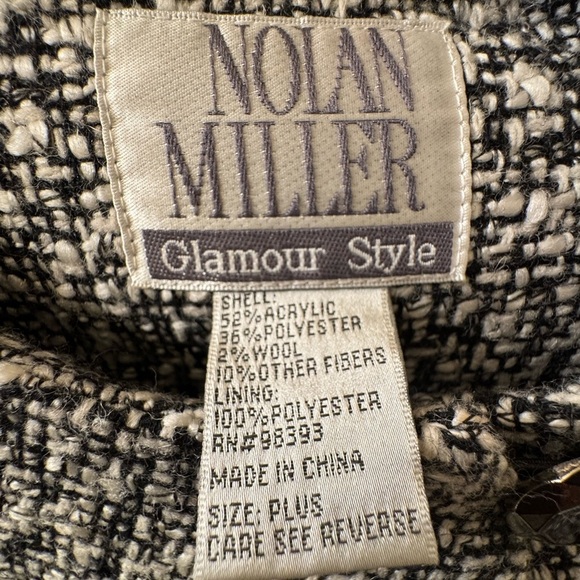 NOLAN
MILLER
Glamour Style
SHELL:
52%ACRYLIC
36%POLYESTER
2%WOOL
10%OTHER FIBERS
LINING:
100%POLYESTER
RN#98393
MADE IN CHINA
SIZE: PLUS
CARE SEE REVERSE